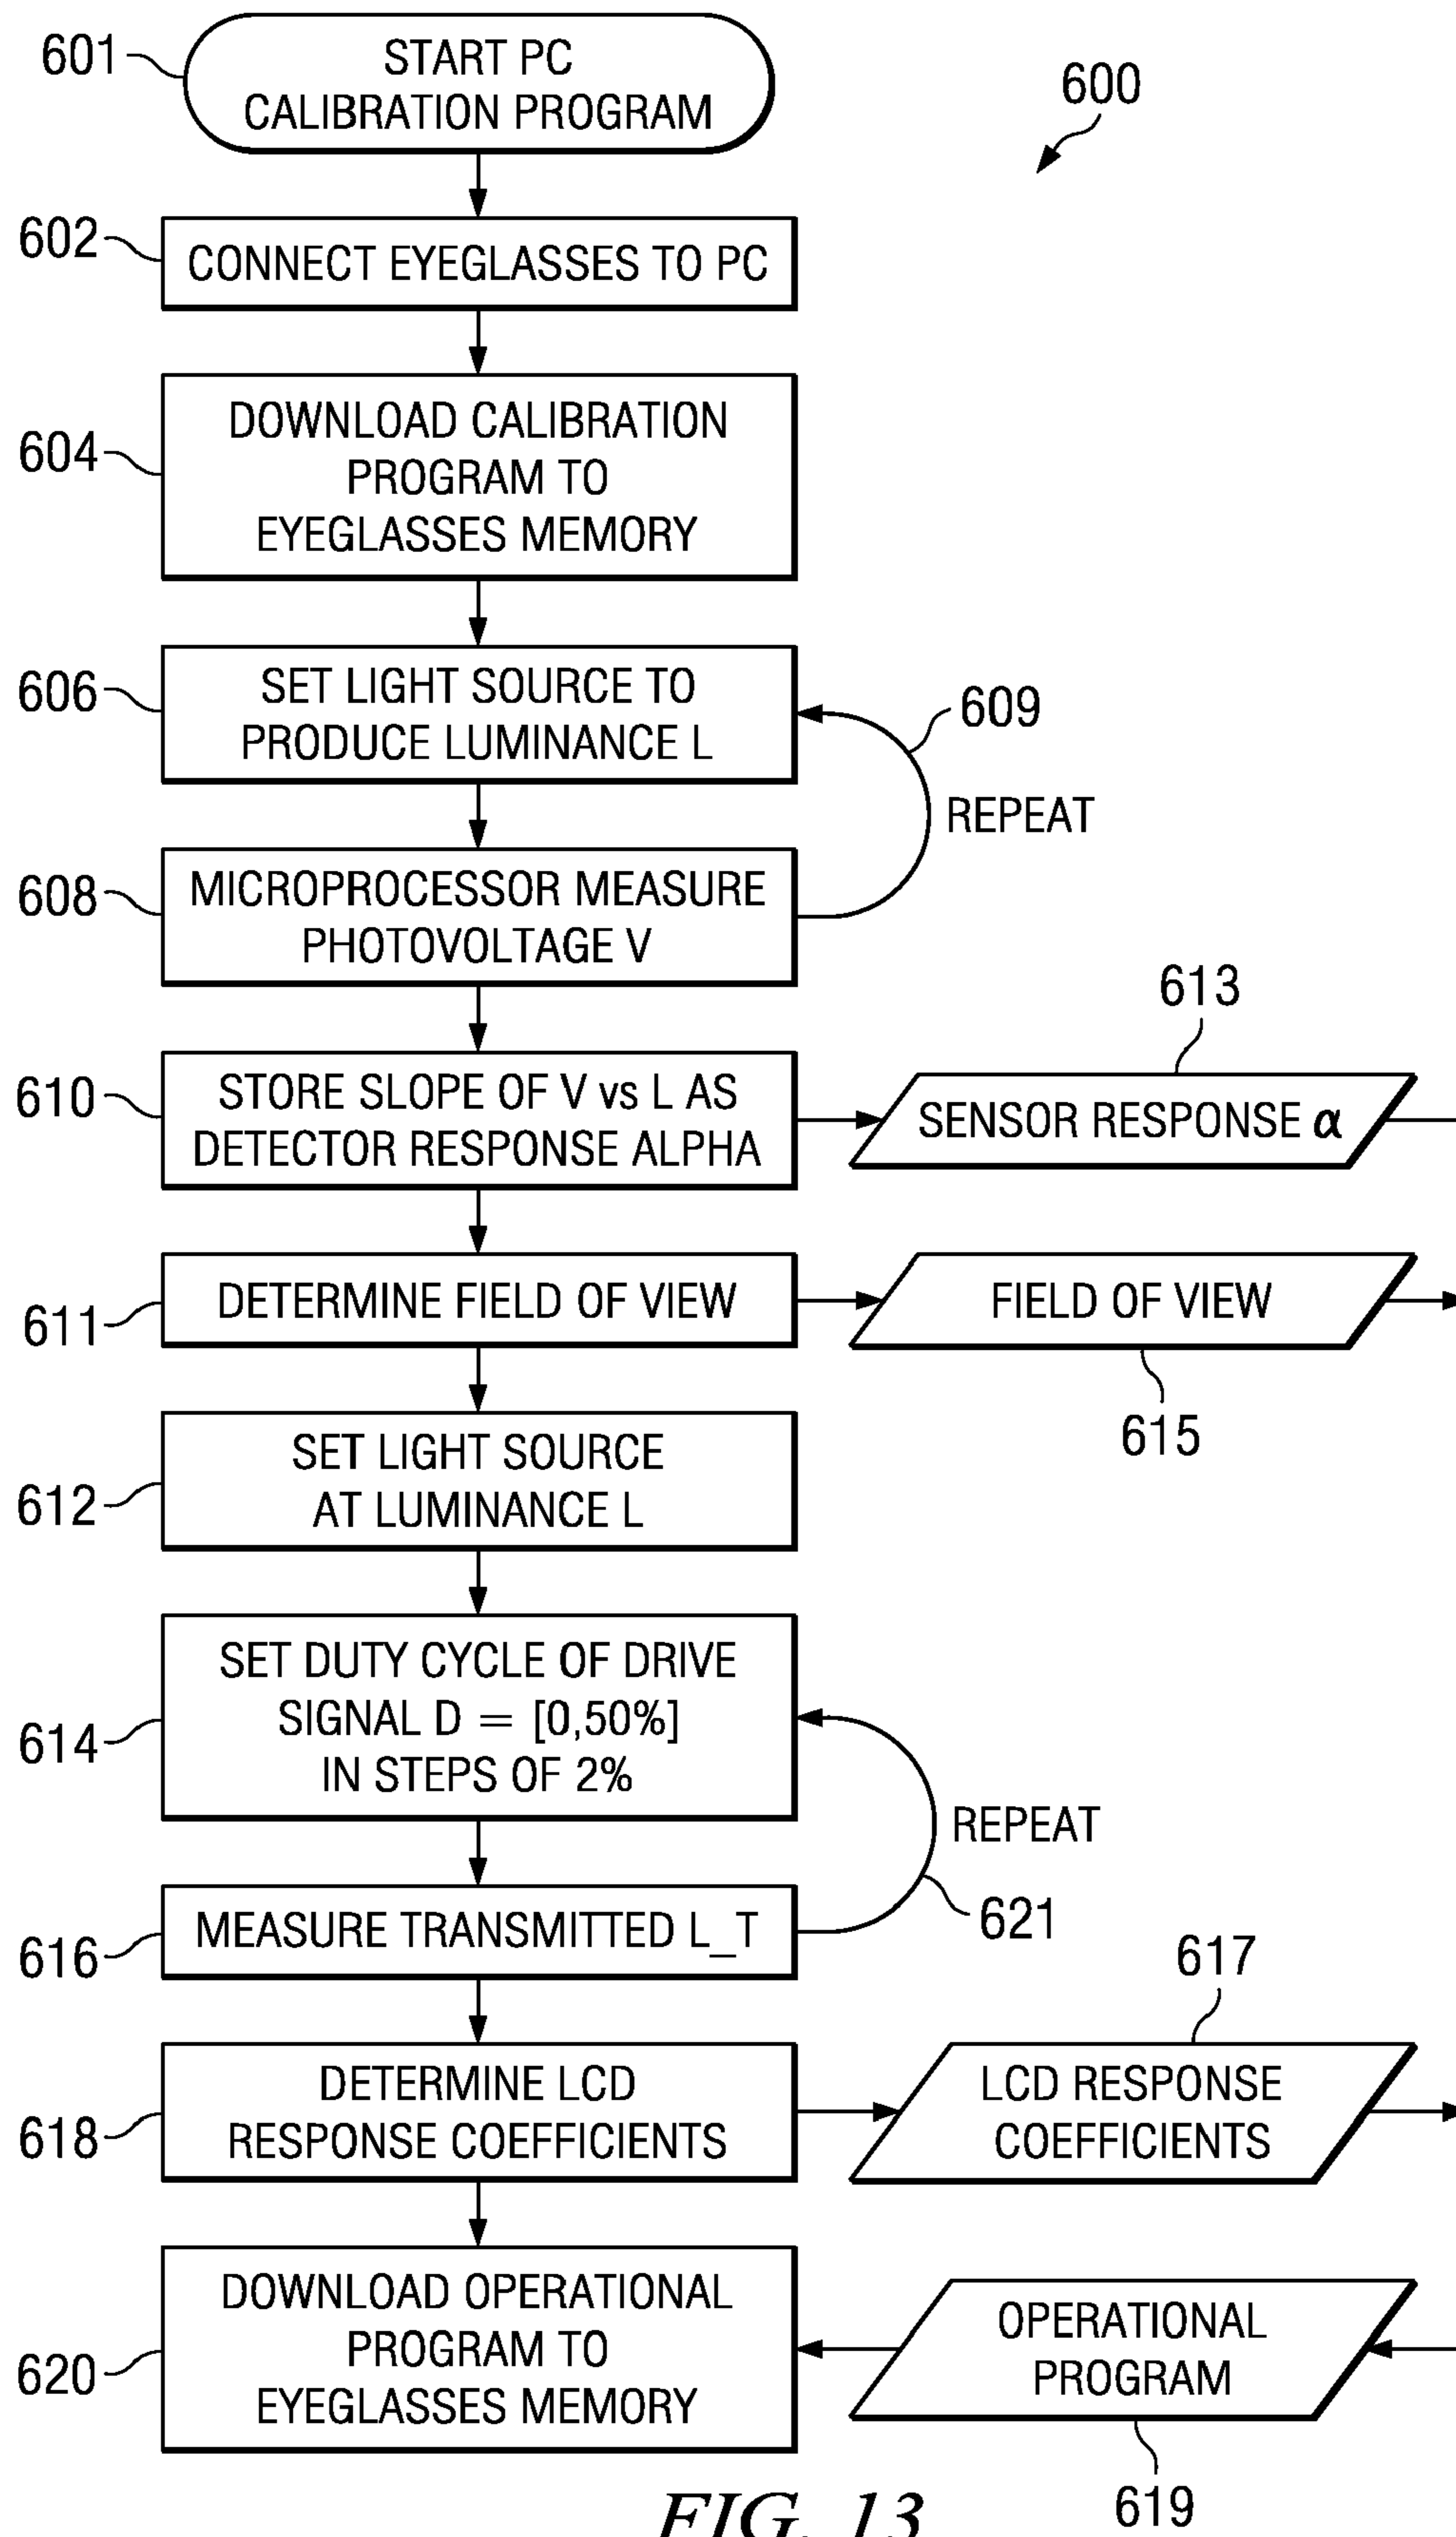 601
START PC
CALIBRATION PROGRAM
600
602
CONNECT EYEGLASSES TO PC
604
DOWNLOAD CALIBRATION
PROGRAM TO
EYEGLASSES MEMORY
606
SET LIGHT SOURCE TO
PRODUCE LUMINANCE L
609
REPEAT
608
MICROPROCESSOR MEASURE
PHOTOVOLTAGE V
610
STORE SLOPE OF V vs L AS
DETECTOR RESPONSE ALPHA
613
SENSOR RESPONSE α
611
DETERMINE FIELD OF VIEW
FIELD OF VIEW
615
612
SET LIGHT SOURCE
AT LUMINANCE L
614
SET DUTY CYCLE OF DRIVE
SIGNAL D = [0,50%]
IN STEPS OF 2%
REPEAT
621
616
MEASURE TRANSMITTED L_T
618
DETERMINE LCD
RESPONSE COEFFICIENTS
617
LCD RESPONSE
COEFFICIENTS
620
DOWNLOAD OPERATIONAL
PROGRAM TO
EYEGLASSES MEMORY
OPERATIONAL
PROGRAM
619
FIG. 13